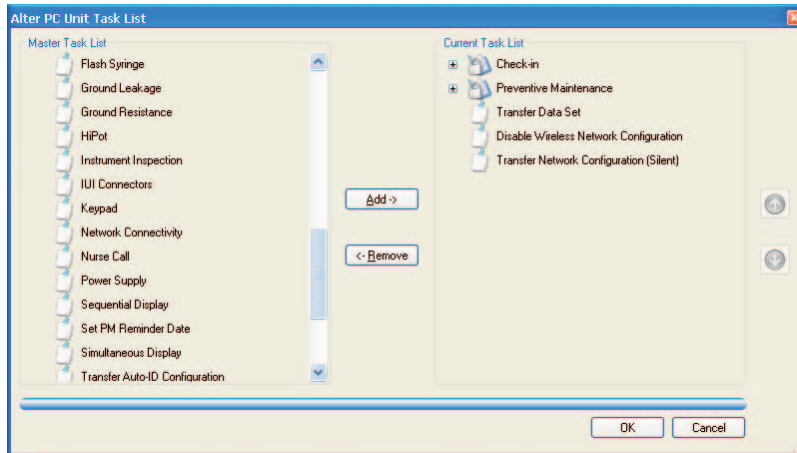 Alter PC Unit Task List
Master Task List
Flash Syringe
Ground Leakage
Ground Resistance
HiPot
Instrument Inspection
IUI Connectors
Keypad
Network Connectivity
Nurse Call
Power Supply
Sequential Display
Set PM Reminder Date
Simultaneous Display
Transfer Auto-ID Configuration
Add ->
<- Remove
Current Task List
Check-in
Preventive Maintenance
Transfer Data Set
Disable Wireless Network Configuration
Transfer Network Configuration (Silent)
OK
Cancel